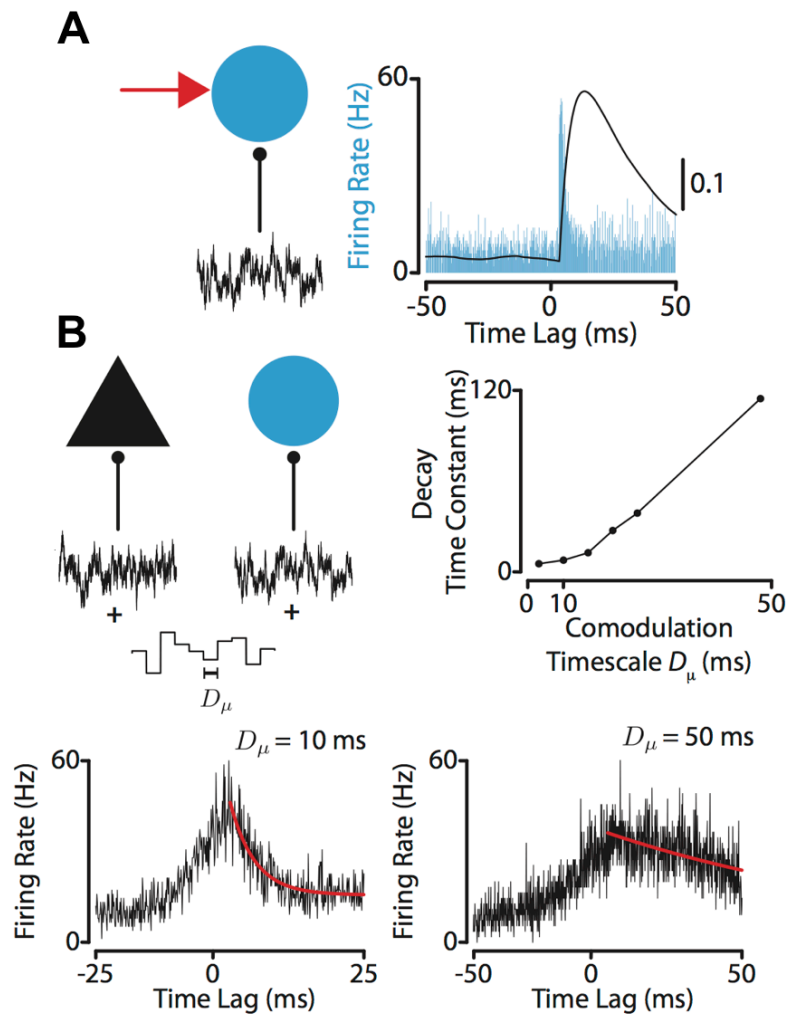 A
60
Firing Rate (Hz)
0
0.1
-50
0
50
Time Lag (ms)
B
+
+
Dμ
120
Decay
Time Constant (ms)
0
0
10
50
Comodulation
Timescale Dμ (ms)
Dμ = 10 ms
60
Firing Rate (Hz)
0
-25
0
25
Time Lag (ms)
Dμ = 50 ms
60
Firing Rate (Hz)
0
-50
0
50
Time Lag (ms)